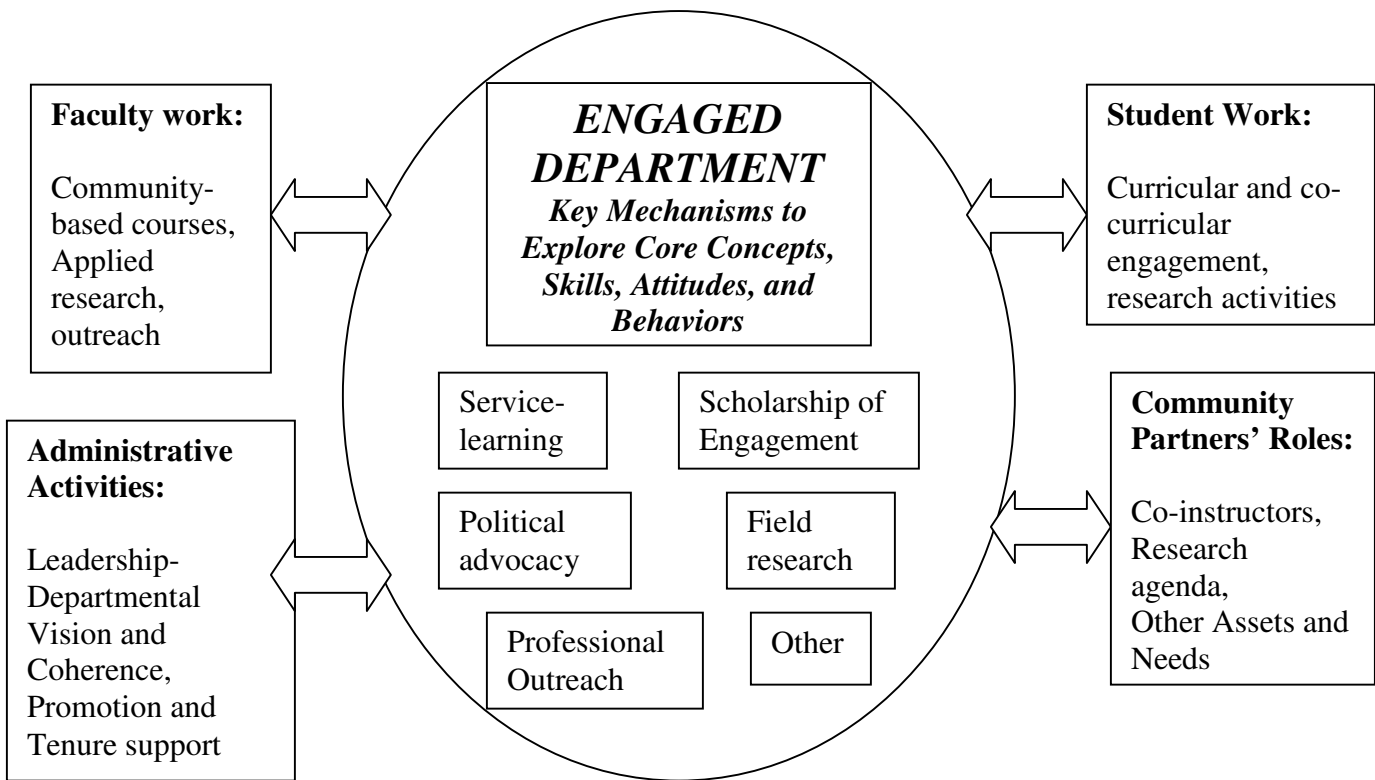 Faculty work:
Community-
based courses,
Applied
research,
outreach
Administrative
Activities:
Leadership-
Departmental
Vision and
Coherence,
Promotion and
Tenure support
ENGAGED
DEPARTMENT
Key Mechanisms to
Explore Core Concepts,
Skills, Attitudes, and
Behaviors
Service-
learning
Scholarship of
Engagement
Political
advocacy
Field
research
Professional
Outreach
Other
Student Work:
Curricular and co-
curricular
engagement,
research activities
Community
Partners’ Roles:
Co-instructors,
Research
agenda,
Other Assets and
Needs